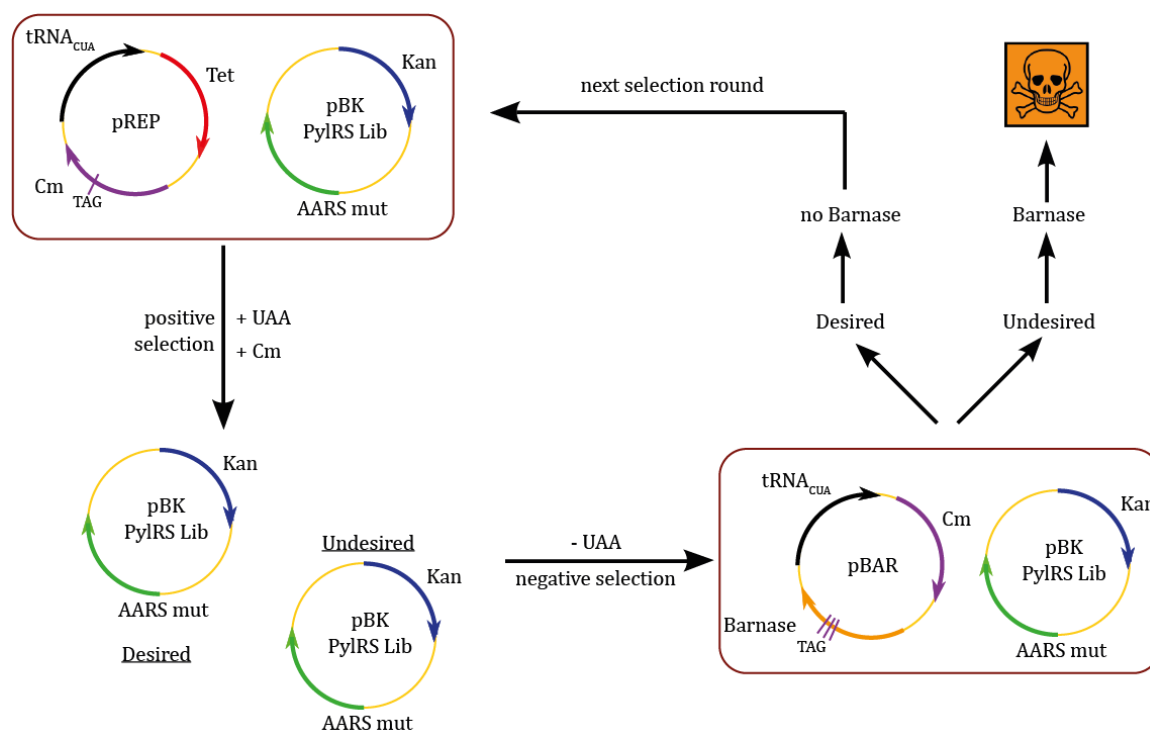 tRNACUA
Tet
pREP
Cm
TAG
Kan
pBK
PylRS Lib
AARS mut
next selection round
no Barnase
Barnase
Desired
Undesired
positive
selection
+ UAA
+ Cm
Kan
pBK
PylRS Lib
AARS mut
Desired
Undesired
Kan
pBK
PylRS Lib
AARS mut
- UAA
negative selection
tRNACUA
Cm
pBAR
Barnase
TAG
Kan
pBK
PylRS Lib
AARS mut